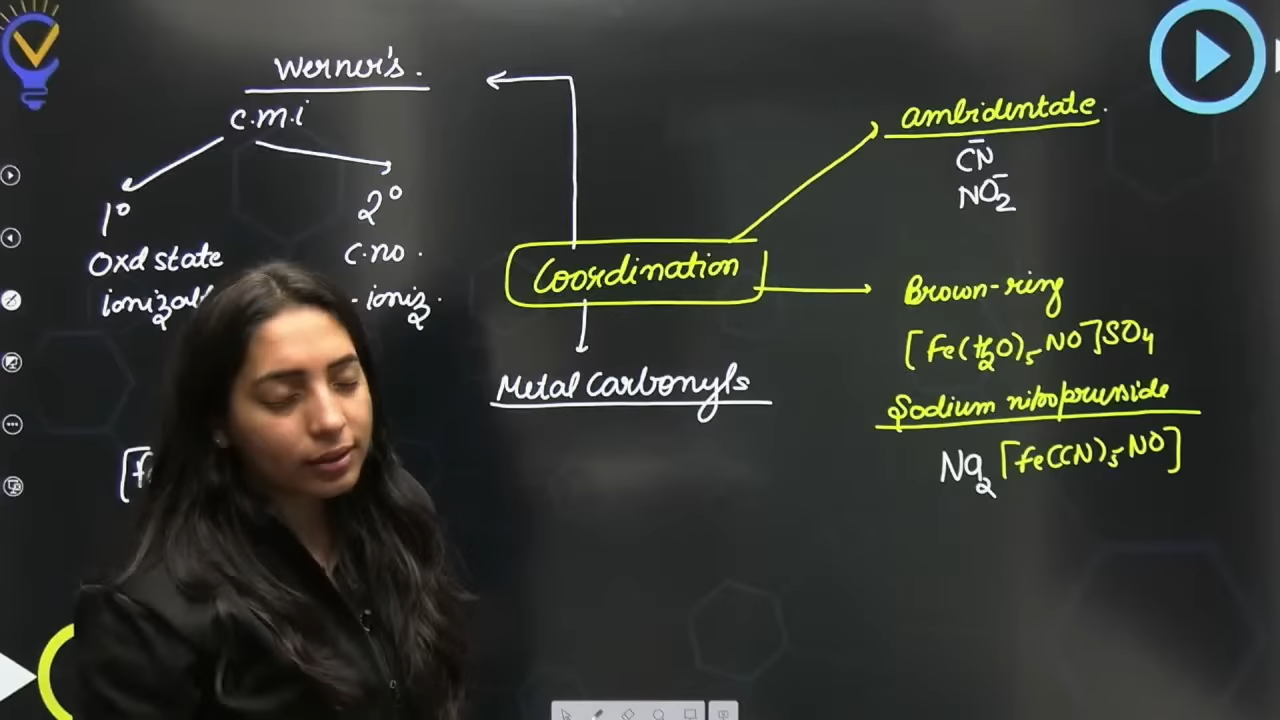 Werner's.
c.m.i
1° 2°
Oxd state c.no.
-ioniz.
Coordination
Metal Carbonyls
ambidentate.
CN⁻
NO₂⁻
Brown-ring
[Fe(H₂O)₅NO]SO₄
Sodium nitroprusside
Na₂[Fe(CN)₅NO]